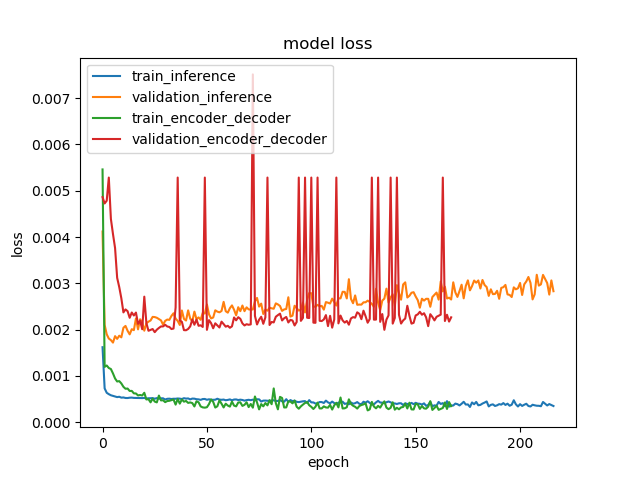 model loss
train_inference
validation_inference
train_encoder_decoder
validation_encoder_decoder
0.007
0.006
0.005
0.004
0.003
0.002
0.001
0.000
loss
0
50
100
150
200
epoch